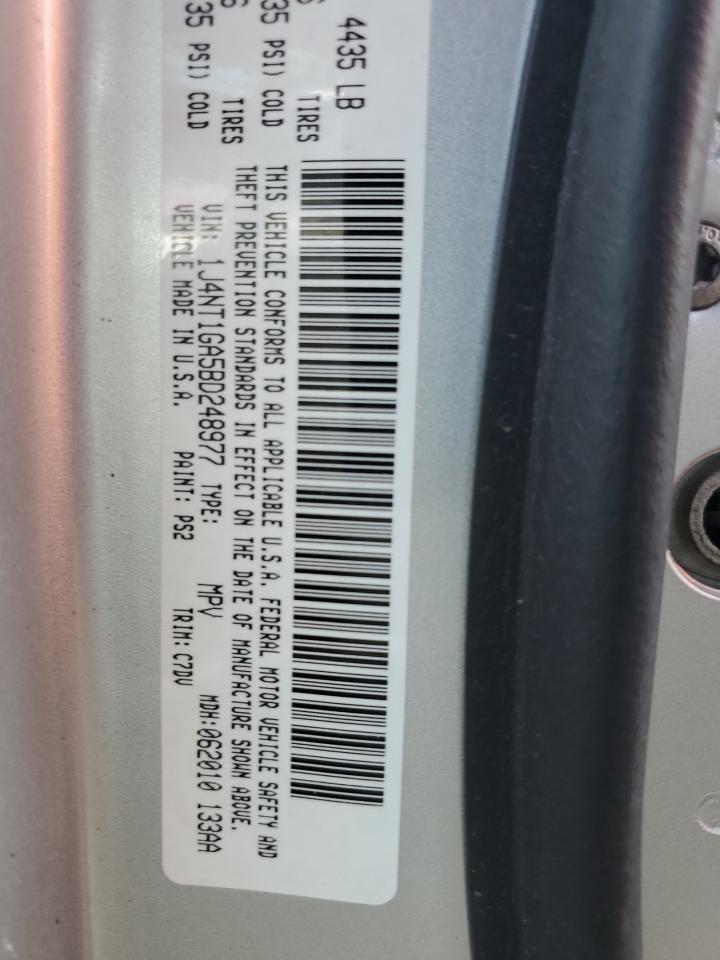 4435 LB
TIRES
35 PSI) COLD
TIRES
35 PSI) COLD
THIS VEHICLE CONFORMS TO ALL APPLICABLE U.S.A. FEDERAL MOTOR VEHICLE SAFETY AND
THEFT PREVENTION STANDARDS IN EFFECT ON THE DATE OF MANUFACTURE SHOWN ABOVE.
VIN: 1J4NT1GA5BD248977 TYPE: MPV MDH:062010 133AA
VEHICLE MADE IN U.S.A. PAINT: PS2 TRIM: C7DV